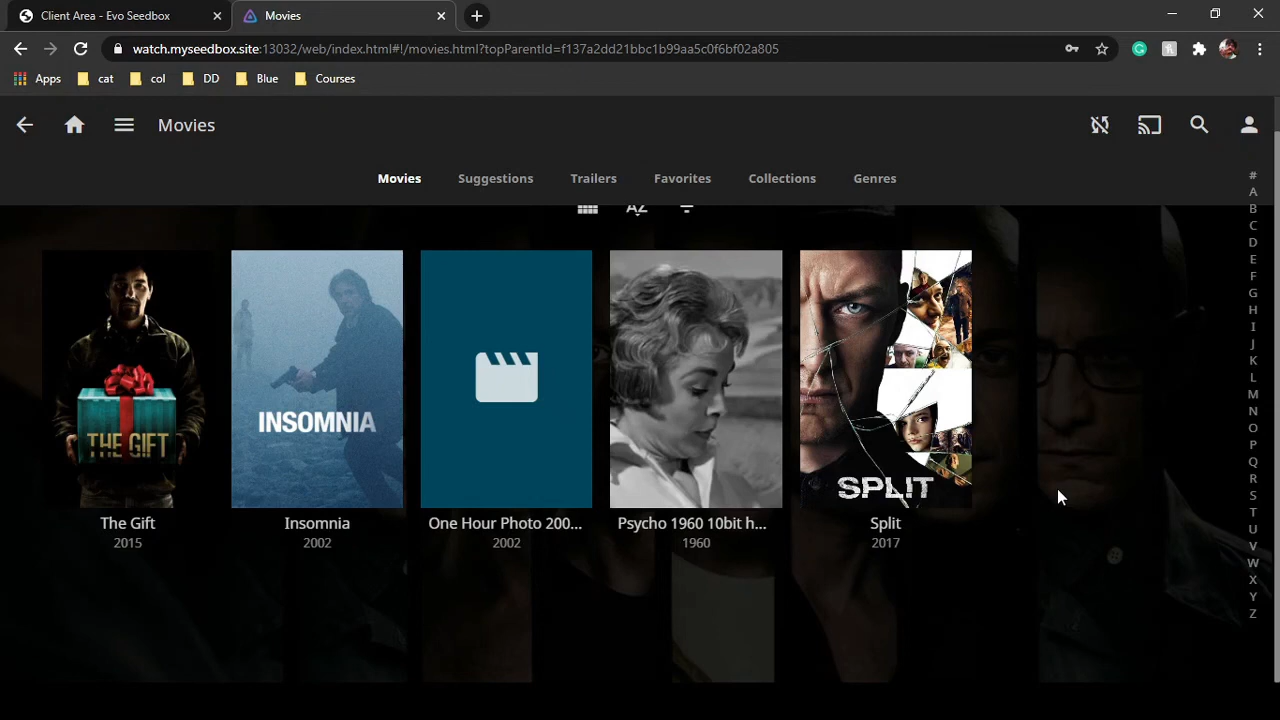 Client Area - Evo Seedbox
Movies
watch.myseedbox.site:13032/web/index.html#!/movies.html?topParentId=f137a2dd21bbc1b99aa5c0f6bf02a805
Apps cat col DD Blue Courses
Movies
Movies Suggestions Trailers Favorites Collections Genres
AZ
#
A
B
C
D
E
F
G
H
I
J
K
L
M
N
O
P
Q
R
S
T
U
V
W
X
Y
Z
THE GIFT
INSOMNIA
SPLIT
The Gift
2015
Insomnia
2002
One Hour Photo 200...
2002
Psycho 1960 10bit h...
1960
Split
2017